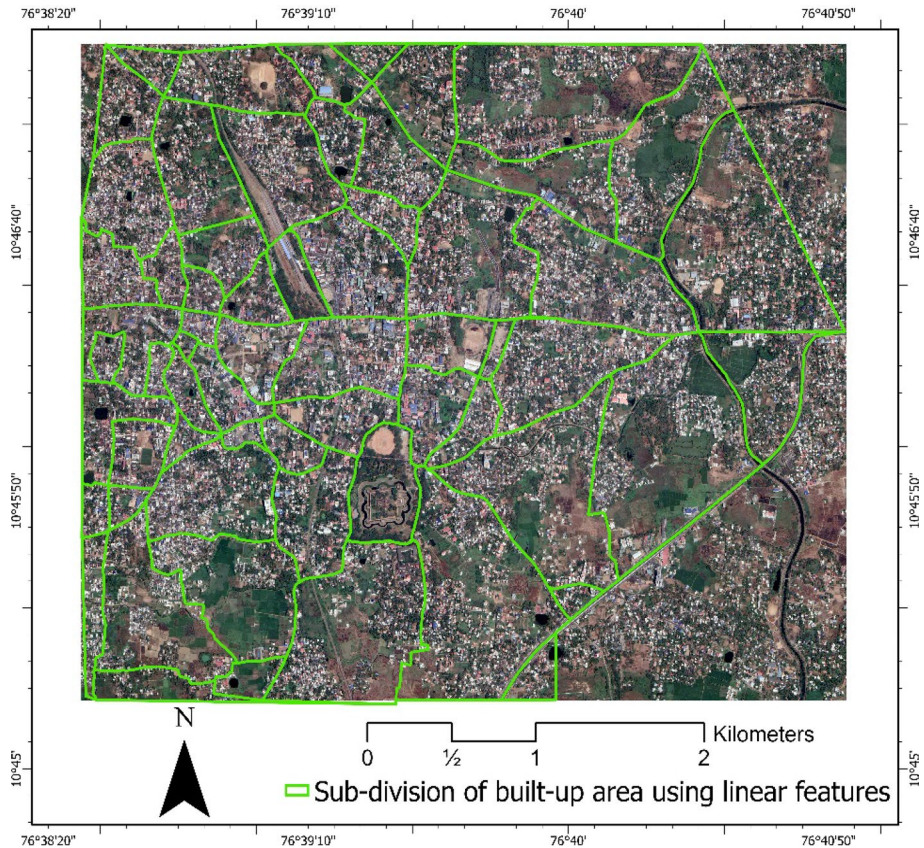 76°38'20" 76°39'10" 76°40' 76°40'50"
10°46'40" 10°46'40"
10°45'50" 10°45'50"
10°45' 10°45'
N
Kilometers
0 ½ 1 2
Sub-division of built-up area using linear features
76°38'20" 76°39'10" 76°40' 76°40'50"